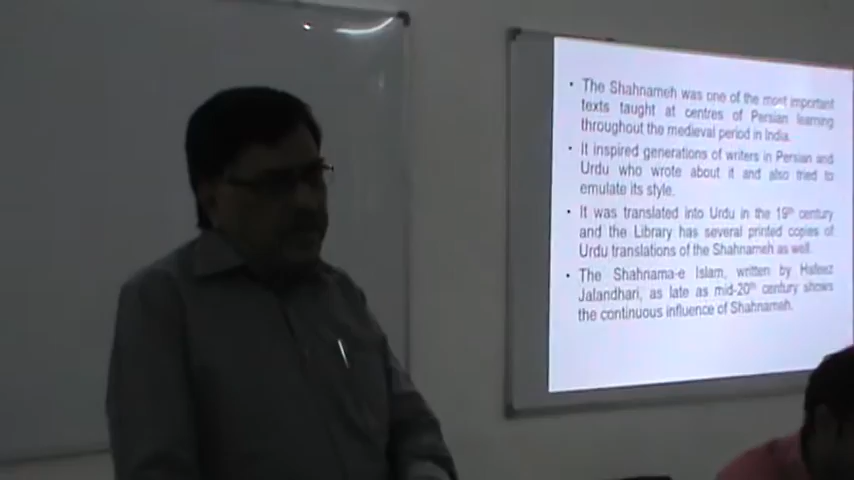 • The Shahnameh was one of the most important
texts taught at centres of Persian learning
throughout the medieval period in India.
• It inspired generations of writers in Persian and
Urdu who wrote about it and also tried to
emulate its style.
• It was translated into Urdu in the 19th century
and the Library has several printed copies of
Urdu translations of the Shahnameh as well.
• The Shahnama-e Islam, written by Hafeez
Jalandhari, as late as mid-20th century shows
the continuous influence of Shahnameh.